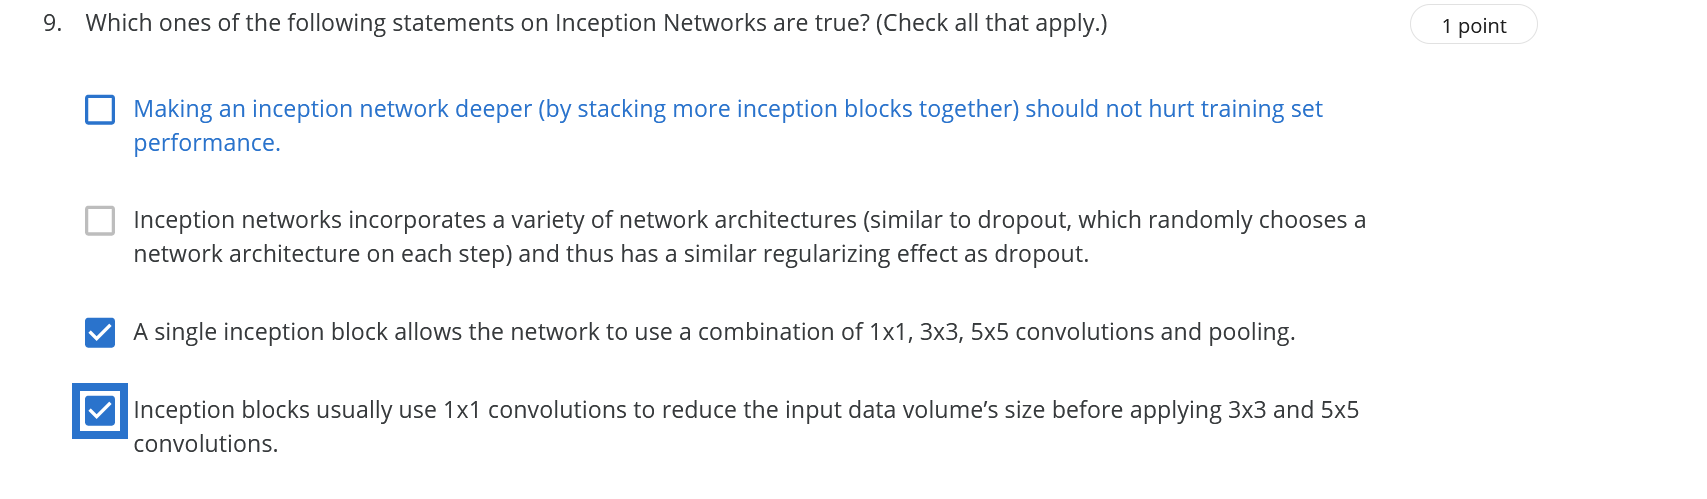 9. Which ones of the following statements on Inception Networks are true? (Check all that apply.)
1 point
Making an inception network deeper (by stacking more inception blocks together) should not hurt training set
performance.
Inception networks incorporates a variety of network architectures (similar to dropout, which randomly chooses a
network architecture on each step) and thus has a similar regularizing effect as dropout.
A single inception block allows the network to use a combination of 1x1, 3x3, 5x5 convolutions and pooling.
Inception blocks usually use 1x1 convolutions to reduce the input data volume’s size before applying 3x3 and 5x5
convolutions.